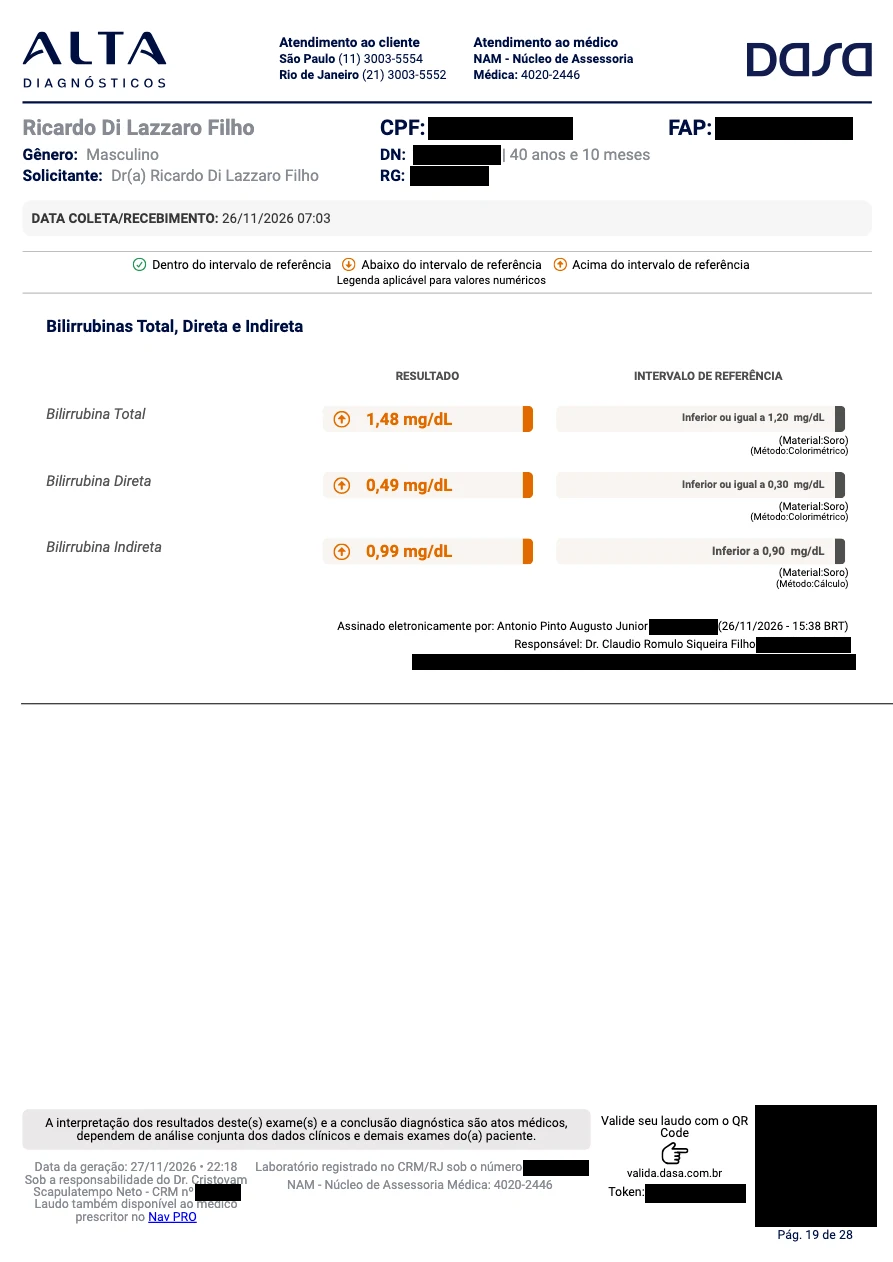 ALTA
DIAGNÓSTICOS
Atendimento ao cliente
São Paulo (11) 3003-5554
Rio de Janeiro (21) 3003-5552
Atendimento ao médico
NAM - Núcleo de Assessoria
Médica: 4020-2446
DASA
Ricardo Di Lazzaro Filho
CPF:
FAP:
Gênero: Masculino
DN: | 40 anos e 10 meses
Solicitante: Dr(a) Ricardo Di Lazzaro Filho
RG:
DATA COLETA/RECEBIMENTO: 26/11/2026 07:03
Dentro do intervalo de referência Abaixo do intervalo de referência Acima do intervalo de referência
Legenda aplicável para valores numéricos
Bilirrubinas Total, Direta e Indireta
RESULTADO INTERVALO DE REFERÊNCIA
Bilirrubina Total 1,48 mg/dL Inferior ou igual a 1,20 mg/dL
(Material:Soro)
(Método:Colorimétrico)
Bilirrubina Direta 0,49 mg/dL Inferior ou igual a 0,30 mg/dL
(Material:Soro)
(Método:Colorimétrico)
Bilirrubina Indireta 0,99 mg/dL Inferior a 0,90 mg/dL
(Material:Soro)
(Método:Cálculo)
Assinado eletronicamente por: Antonio Pinto Augusto Junior (26/11/2026 - 15:38 BRT)
Responsável: Dr. Claudio Romulo Siqueira Filho
A interpretação dos resultados deste(s) exame(s) e a conclusão diagnóstica são atos médicos,
dependem de análise conjunta dos dados clínicos e demais exames do(a) paciente.
Data da geração: 27/11/2026 • 22:18
Sob a responsabilidade do Dr. Cristovam
Scapulatempo Neto - CRM nº
Laudo também disponível ao médico
prescritor no Nav PRO
Laboratório registrado no CRM/RJ sob o número
NAM - Núcleo de Assessoria Médica: 4020-2446
Valide seu laudo com o QR
Code
valida.dasa.com.br
Token:
Pág. 19 de 28